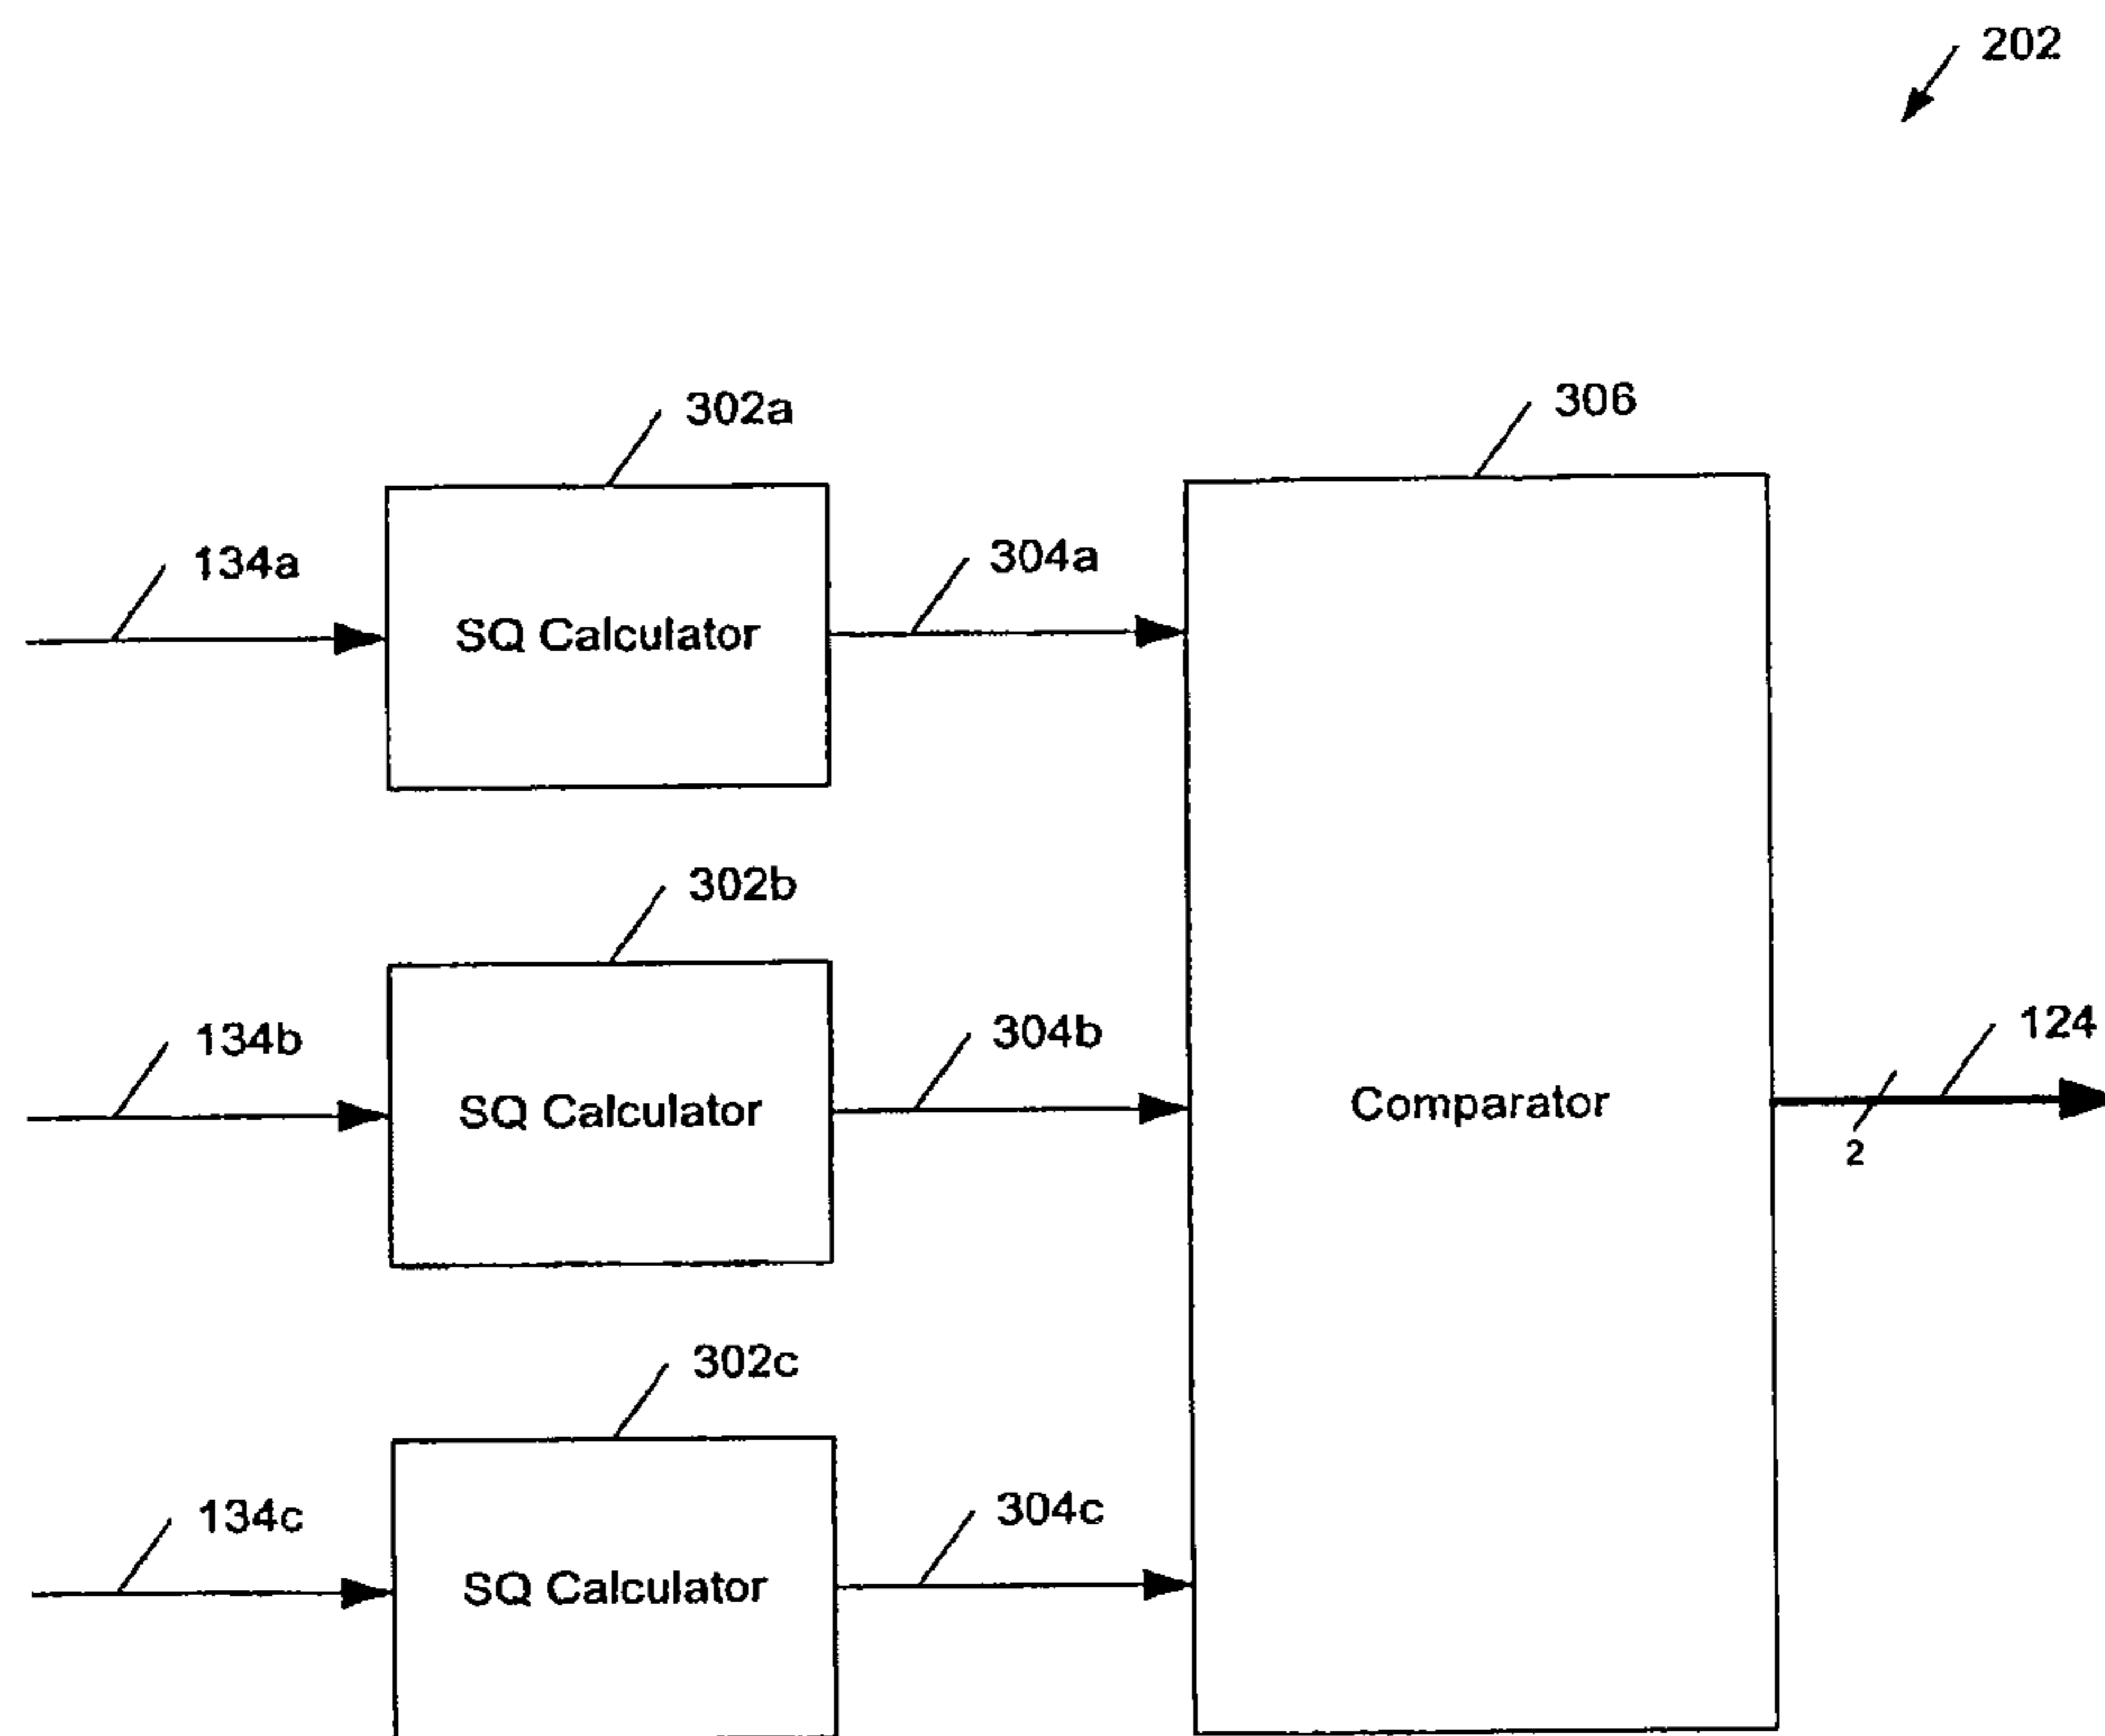 202
302a
306
134a
304a
SQ Calculator
302b
134b
304b
124
SQ Calculator
Comparator
2
302c
134c
304c
SQ Calculator